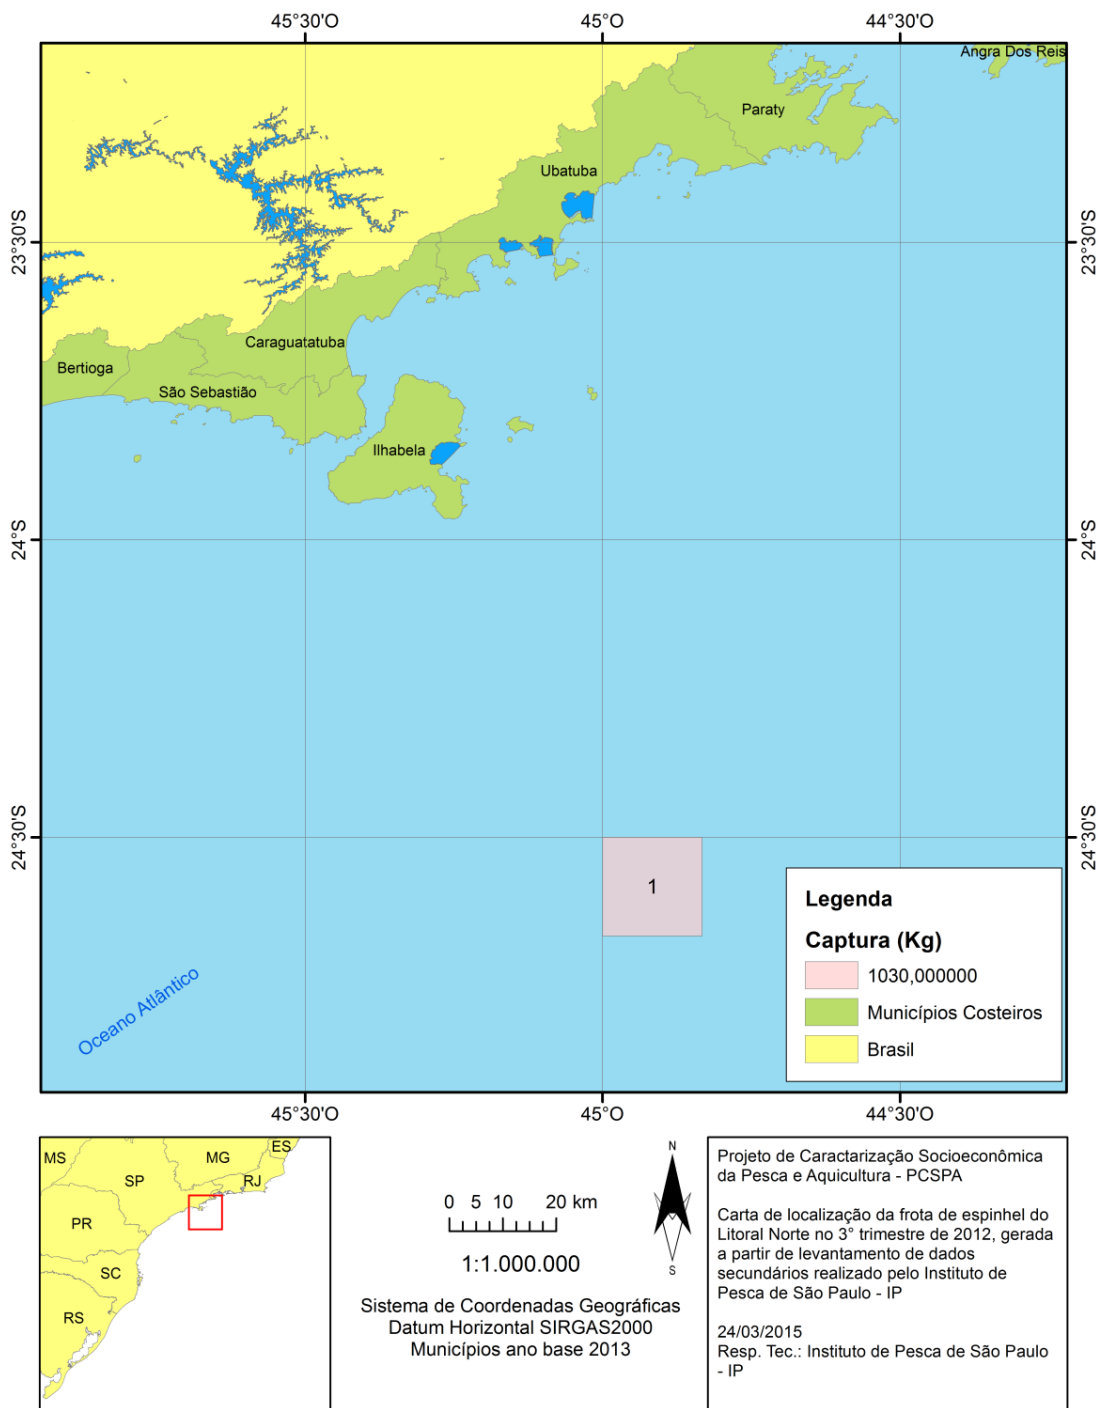 45°30'O 45°O 44°30'O
Angra Dos Reis
Paraty
Ubatuba
23°30'S 23°30'S
Caraguatatuba
Bertioga
São Sebastião
Ilhabela
24°S 24°S
24°30'S 24°30'S
1
Legenda
Captura (Kg)
1030,000000
Municípios Costeiros
Brasil
Oceano Atlântico
45°30'O 45°O 44°30'O
MS
SP
MG
ES
RJ
PR
SC
RS
0 5 10 20 km
1:1.000.000
N
S
Sistema de Coordenadas Geográficas
Datum Horizontal SIRGAS2000
Municípios ano base 2013
Projeto de Caractarização Socioeconômica
da Pesca e Aquicultura - PCSPA
Carta de localização da frota de espinhel do
Litoral Norte no 3° trimestre de 2012, gerada
a partir de levantamento de dados
secundários realizado pelo Instituto de
Pesca de São Paulo - IP
24/03/2015
Resp. Tec.: Instituto de Pesca de São Paulo
- IP